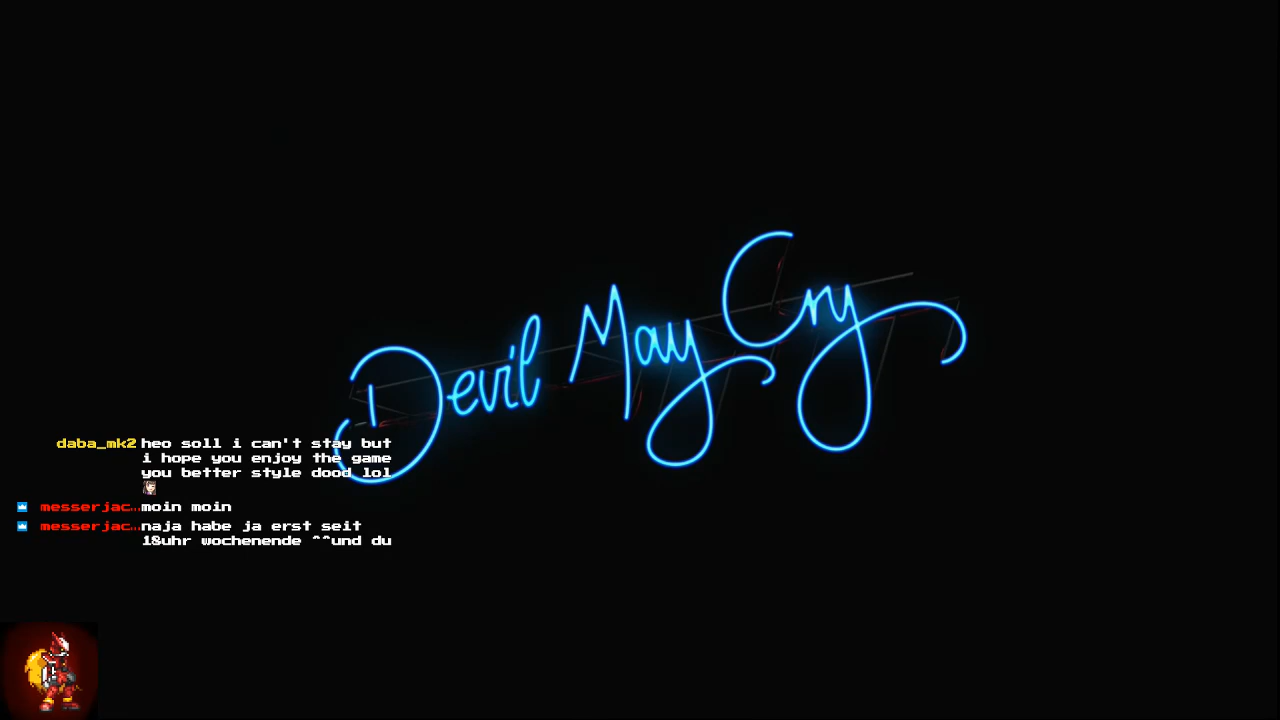 Devil May Cry
daba_mk2 heo soll i can't stay but
i hope you enjoy the game
you better style dood lol
messerjac… moin moin
messerjac… naja habe ja erst seit
18uhr wochenende ^^und du